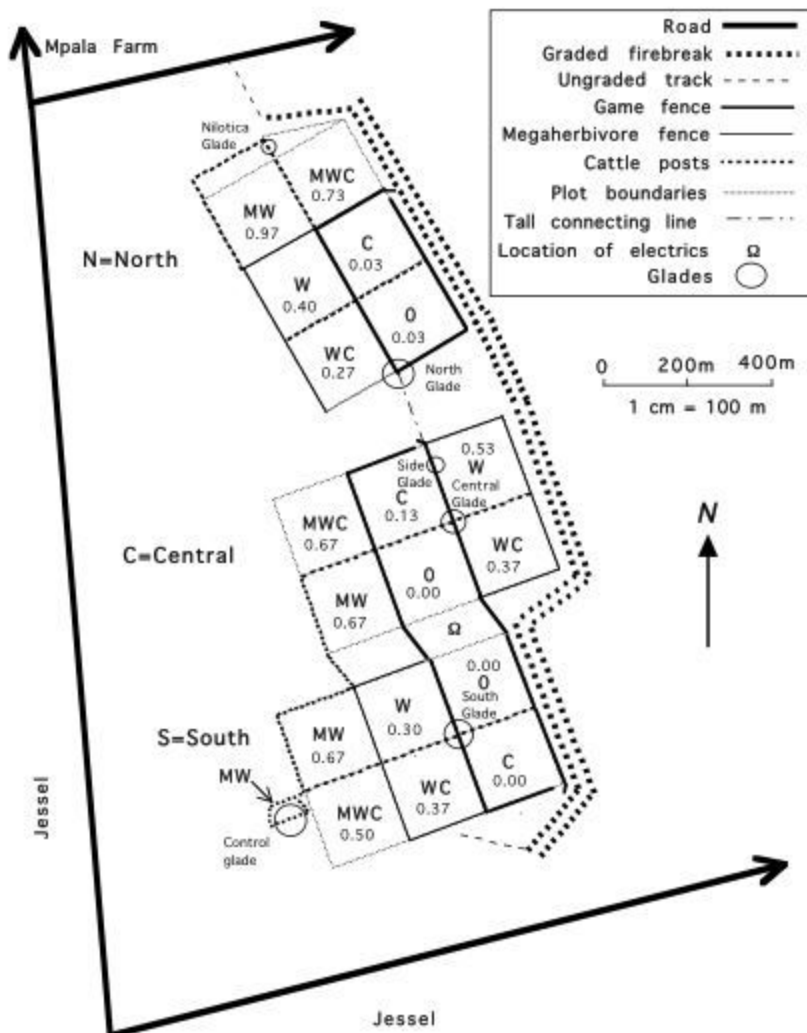 Mpala Farm
Road
Graded firebreak
Ungraded track
Game fence
Megaherbivore fence
Cattle posts
Plot boundaries
Tall connecting line
Location of electrics Ω
Glades
Nilotica
Glade
MWC
0.73
MW
0.97
N=North
C
0.03
W
0.40
O
0.03
WC
0.27
North
Glade
0 200m 400m
1 cm = 100 m
0.53
W
Side
Glade
Central
Glade
C
0.13
MWC
0.67
WC
0.37
C=Central
O
0.00
MW
0.67
Ω
N
0.00
O
South
Glade
W
0.30
S=South
MW
0.67
C
0.00
MW
WC
0.37
MWC
0.50
Control
glade
Jessel
Jessel